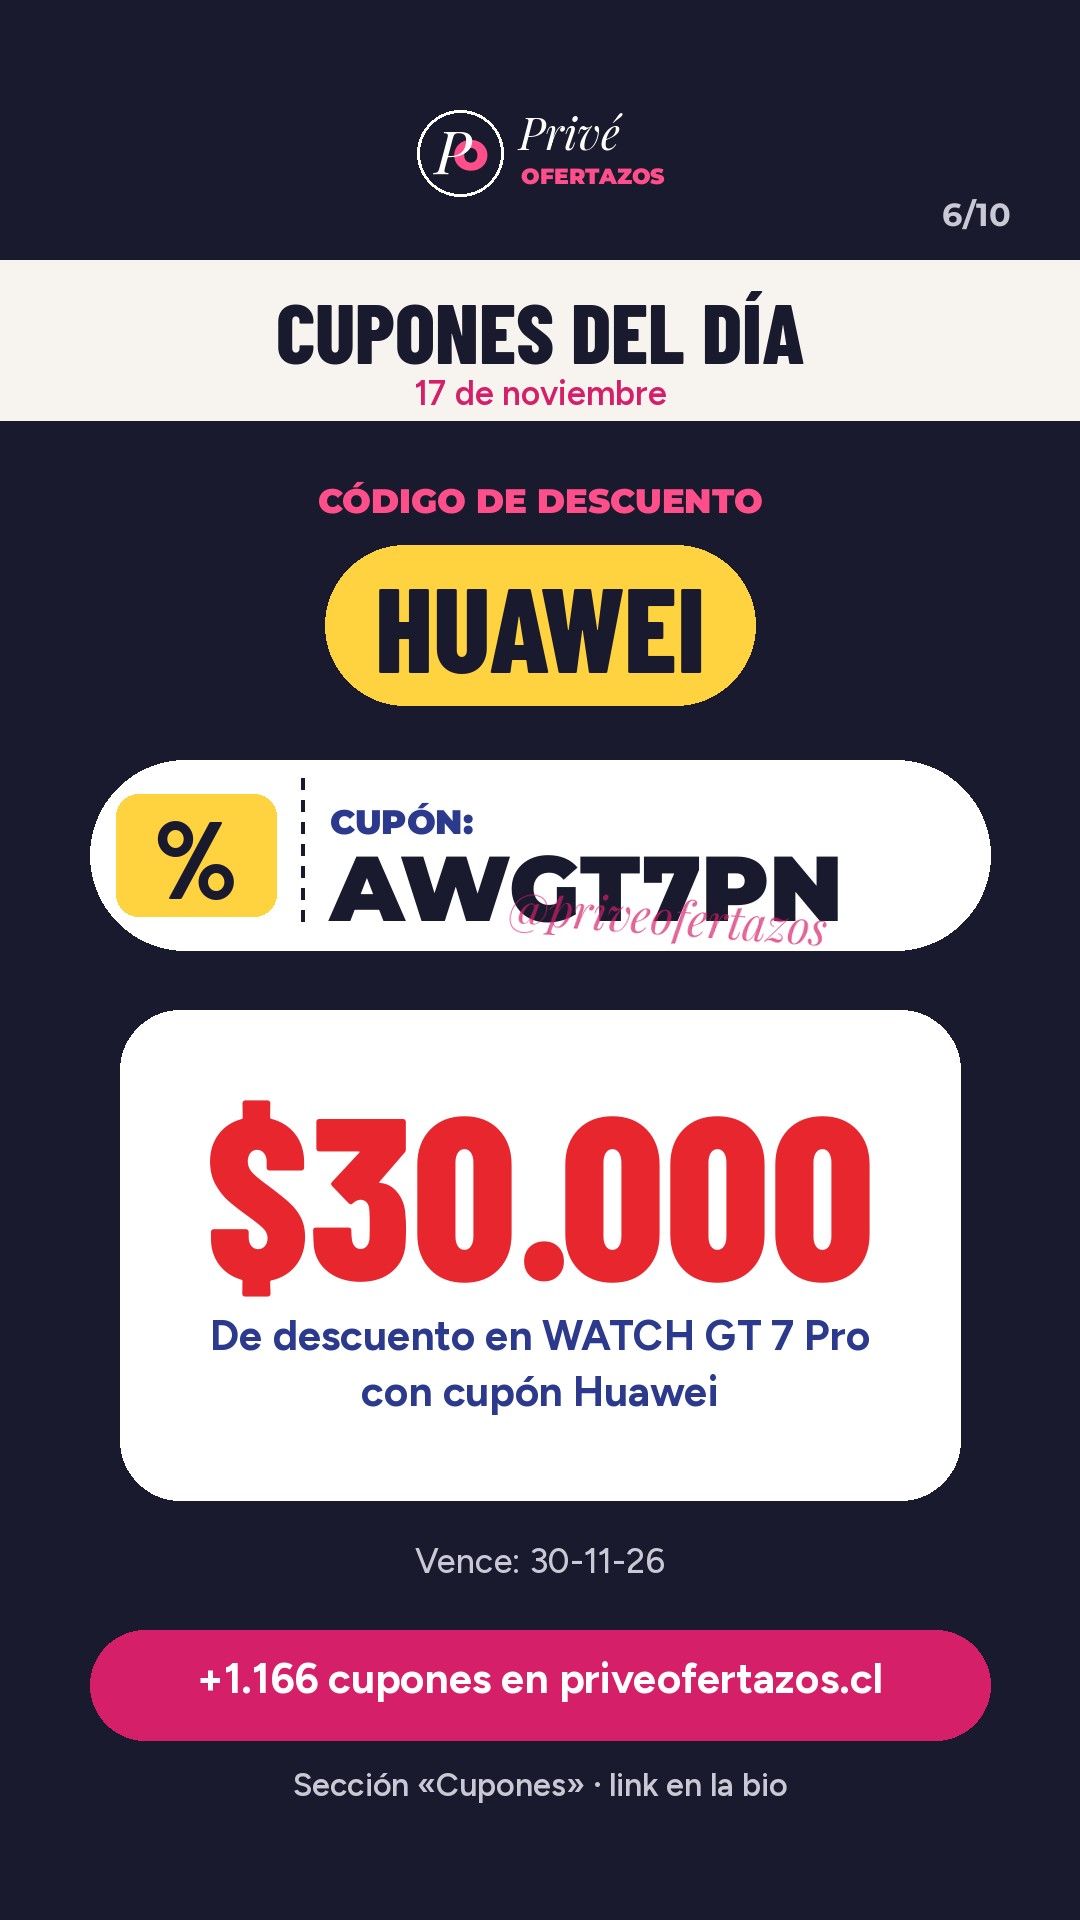 Po Privé
OFERTAZOS
6/10
CUPONES DEL DÍA
17 de noviembre
CÓDIGO DE DESCUENTO
HUAWEI
%
CUPÓN:
AWGT7PN
@priveofertazos
$30.000
De descuento en WATCH GT 7 Pro
con cupón Huawei
Vence: 30-11-26
+1.166 cupones en priveofertazos.cl
Sección «Cupones» · link en la bio